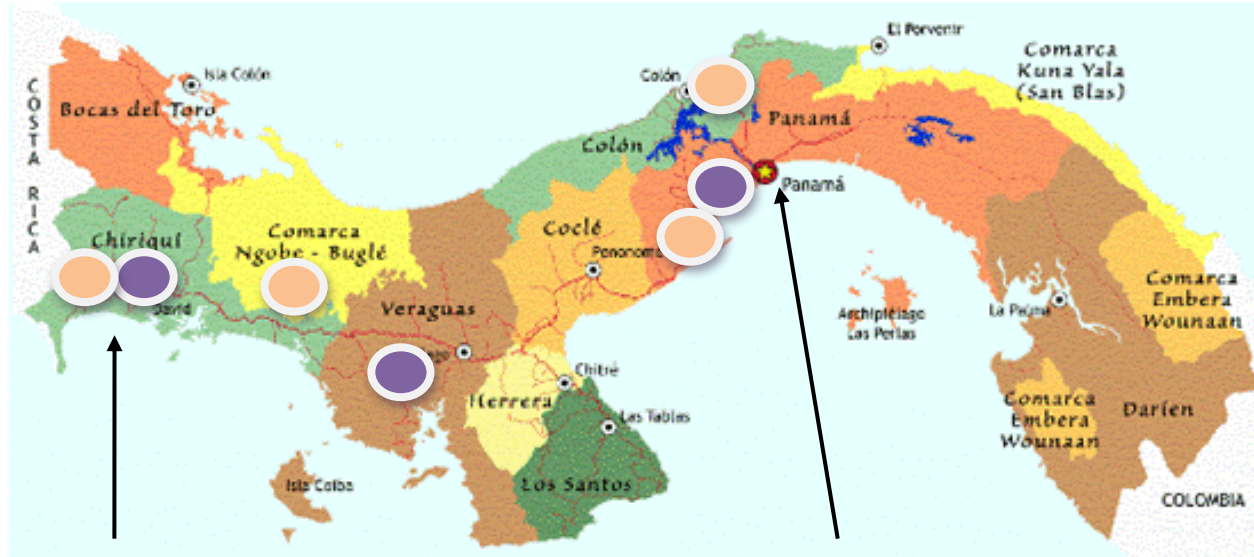 El Porvenir
Comarca
Kuna Yala
(San Blas)
Isla Colón
Colón
COSTA RICA
Bocas del Toro
Panamá
Colón
Panamá
Chiriquí
Comarca
Ngobe - Buglé
Coclé
David
Veraguas
Comarca
Embera
Wounaan
La Palma
Archipiélago
Las Perlas
Chitré
Herrera
Las Tablas
Comarca
Embera
Wounaan
Daríen
Isla Coiba
Los Santos
COLOMBIA